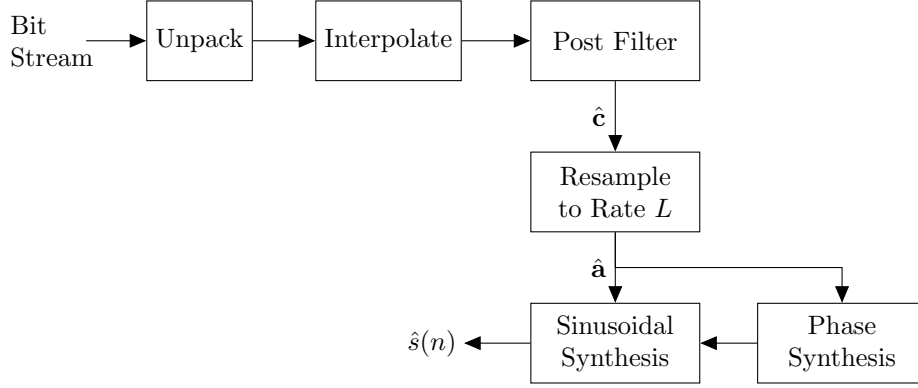 Bit
Stream
Unpack
Interpolate
Post Filter
ĉ
Resample
to Rate L
â
ŝ(n)
Sinusoidal
Synthesis
Phase
Synthesis